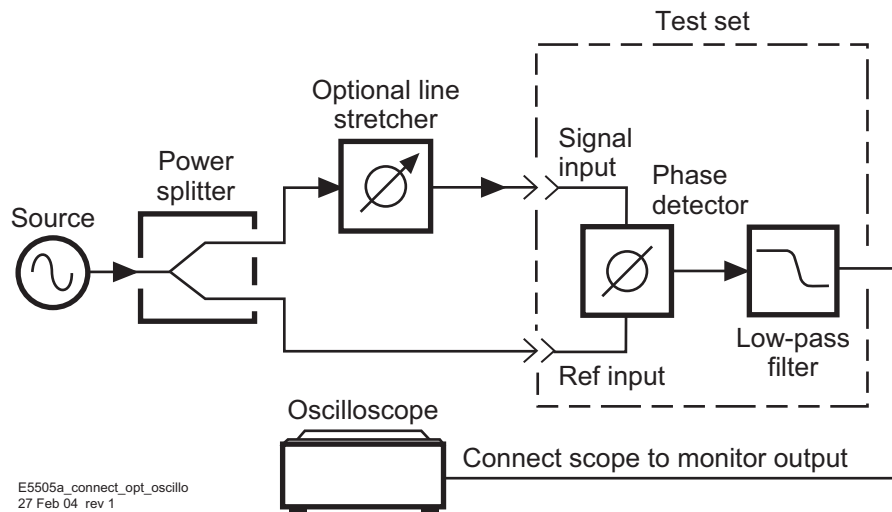 Test set
Optional line
stretcher
Signal
input
Power
splitter
Phase
detector
Source
Low-pass
filter
Ref input
Oscilloscope
Connect scope to monitor output
E5505a_connect_opt_oscillo
27 Feb 04 rev 1